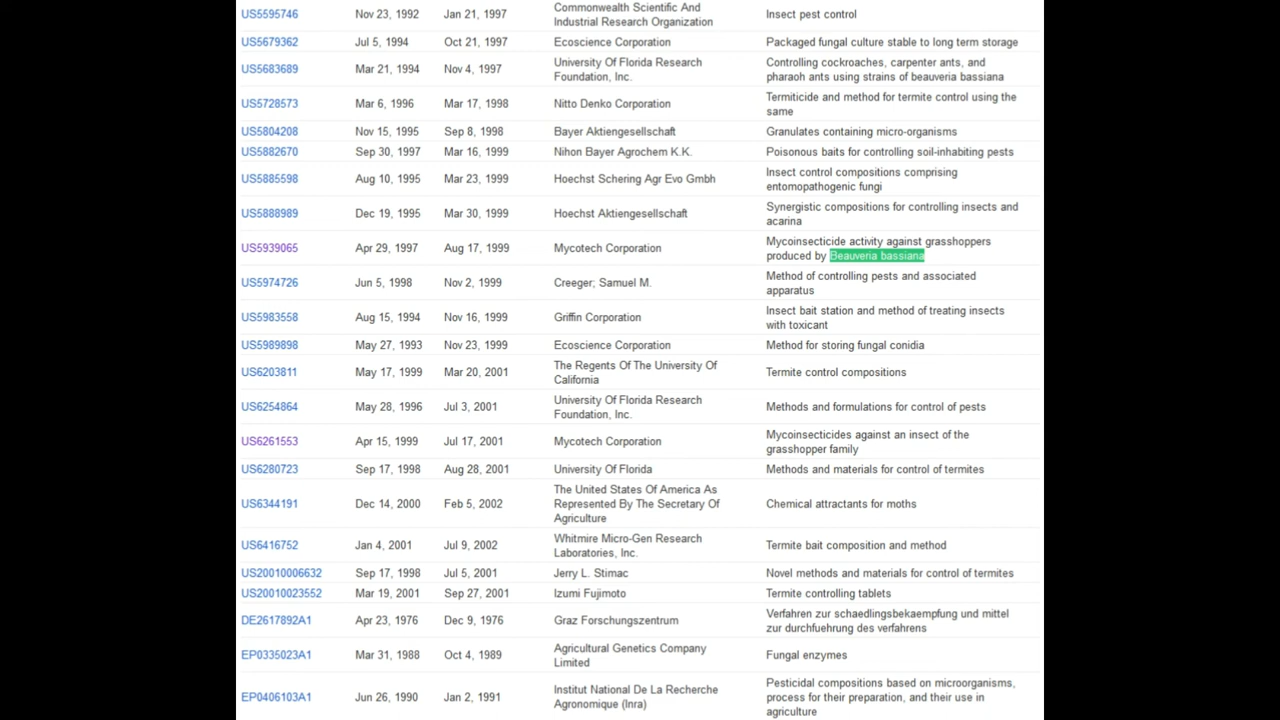 US5595746 Nov 23, 1992 Jan 21, 1997 Commonwealth Scientific And Industrial Research Organization Insect pest control
US5679362 Jul 5, 1994 Oct 21, 1997 Ecoscience Corporation Packaged fungal culture stable to long term storage
US5683689 Mar 21, 1994 Nov 4, 1997 University Of Florida Research Foundation, Inc. Controlling cockroaches, carpenter ants, and pharaoh ants using strains of beauveria bassiana
US5728573 Mar 6, 1996 Mar 17, 1998 Nitto Denko Corporation Termiticide and method for termite control using the same
US5804208 Nov 15, 1995 Sep 8, 1998 Bayer Aktiengesellschaft Granulates containing micro-organisms
US5882670 Sep 30, 1997 Mar 16, 1999 Nihon Bayer Agrochem K.K. Poisonous baits for controlling soil-inhabiting pests
US5885598 Aug 10, 1995 Mar 23, 1999 Hoechst Schering Agr Evo Gmbh Insect control compositions comprising entomopathogenic fungi
US5888989 Dec 19, 1995 Mar 30, 1999 Hoechst Aktiengesellschaft Synergistic compositions for controlling insects and acarina
US5939065 Apr 29, 1997 Aug 17, 1999 Mycotech Corporation Mycoinsecticide activity against grasshoppers produced by Beauveria bassiana
US5974726 Jun 5, 1998 Nov 2, 1999 Creeger; Samuel M. Method of controlling pests and associated apparatus
US5983558 Aug 15, 1994 Nov 16, 1999 Griffin Corporation Insect bait station and method of treating insects with toxicant
US5989898 May 27, 1993 Nov 23, 1999 Ecoscience Corporation Method for storing fungal conidia
US6203811 May 17, 1999 Mar 20, 2001 The Regents Of The University Of California Termite control compositions
US6254864 May 28, 1996 Jul 3, 2001 University Of Florida Research Foundation, Inc. Methods and formulations for control of pests
US6261553 Apr 15, 1999 Jul 17, 2001 Mycotech Corporation Mycoinsecticides against an insect of the grasshopper family
US6280723 Sep 17, 1998 Aug 28, 2001 University Of Florida Methods and materials for control of termites
US6344191 Dec 14, 2000 Feb 5, 2002 The United States Of America As Represented By The Secretary Of Agriculture Chemical attractants for moths
US6416752 Jan 4, 2001 Jul 9, 2002 Whitmire Micro-Gen Research Laboratories, Inc. Termite bait composition and method
US20010006632 Sep 17, 1998 Jul 5, 2001 Jerry L. Stimac Novel methods and materials for control of termites
US20010023552 Mar 19, 2001 Sep 27, 2001 Izumi Fujimoto Termite controlling tablets
DE2617892A1 Apr 23, 1976 Dec 9, 1976 Graz Forschungszentrum Verfahren zur schaedlingsbekaempfung und mittel zur durchfuehrung des verfahrens
EP0335023A1 Mar 31, 1988 Oct 4, 1989 Agricultural Genetics Company Limited Fungal enzymes
EP0406103A1 Jun 26, 1990 Jan 2, 1991 Institut National De La Recherche Agronomique (Inra) Pesticidal compositions based on microorganisms, process for their preparation, and their use in agriculture